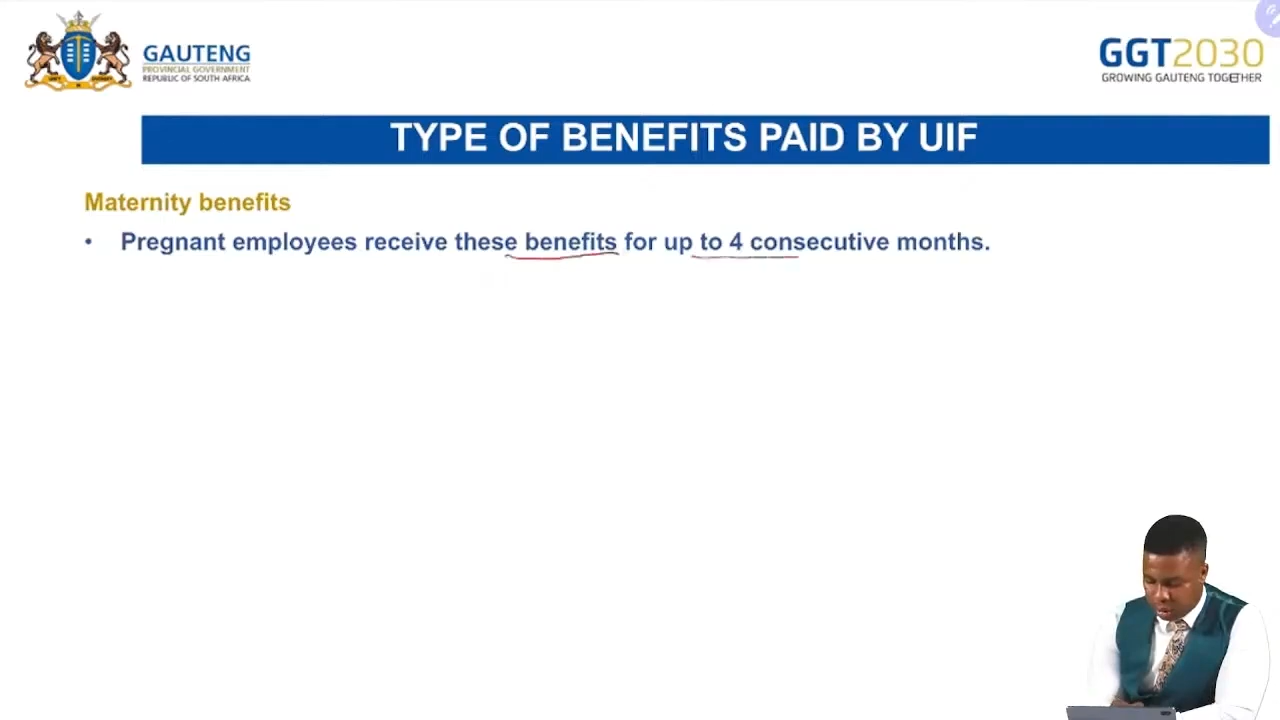 GAUTENG
PROVINCIAL GOVERNMENT
REPUBLIC OF SOUTH AFRICA
GGT2030
GROWING GAUTENG TOGETHER
TYPE OF BENEFITS PAID BY UIF
Maternity benefits
• Pregnant employees receive these benefits for up to 4 consecutive months.